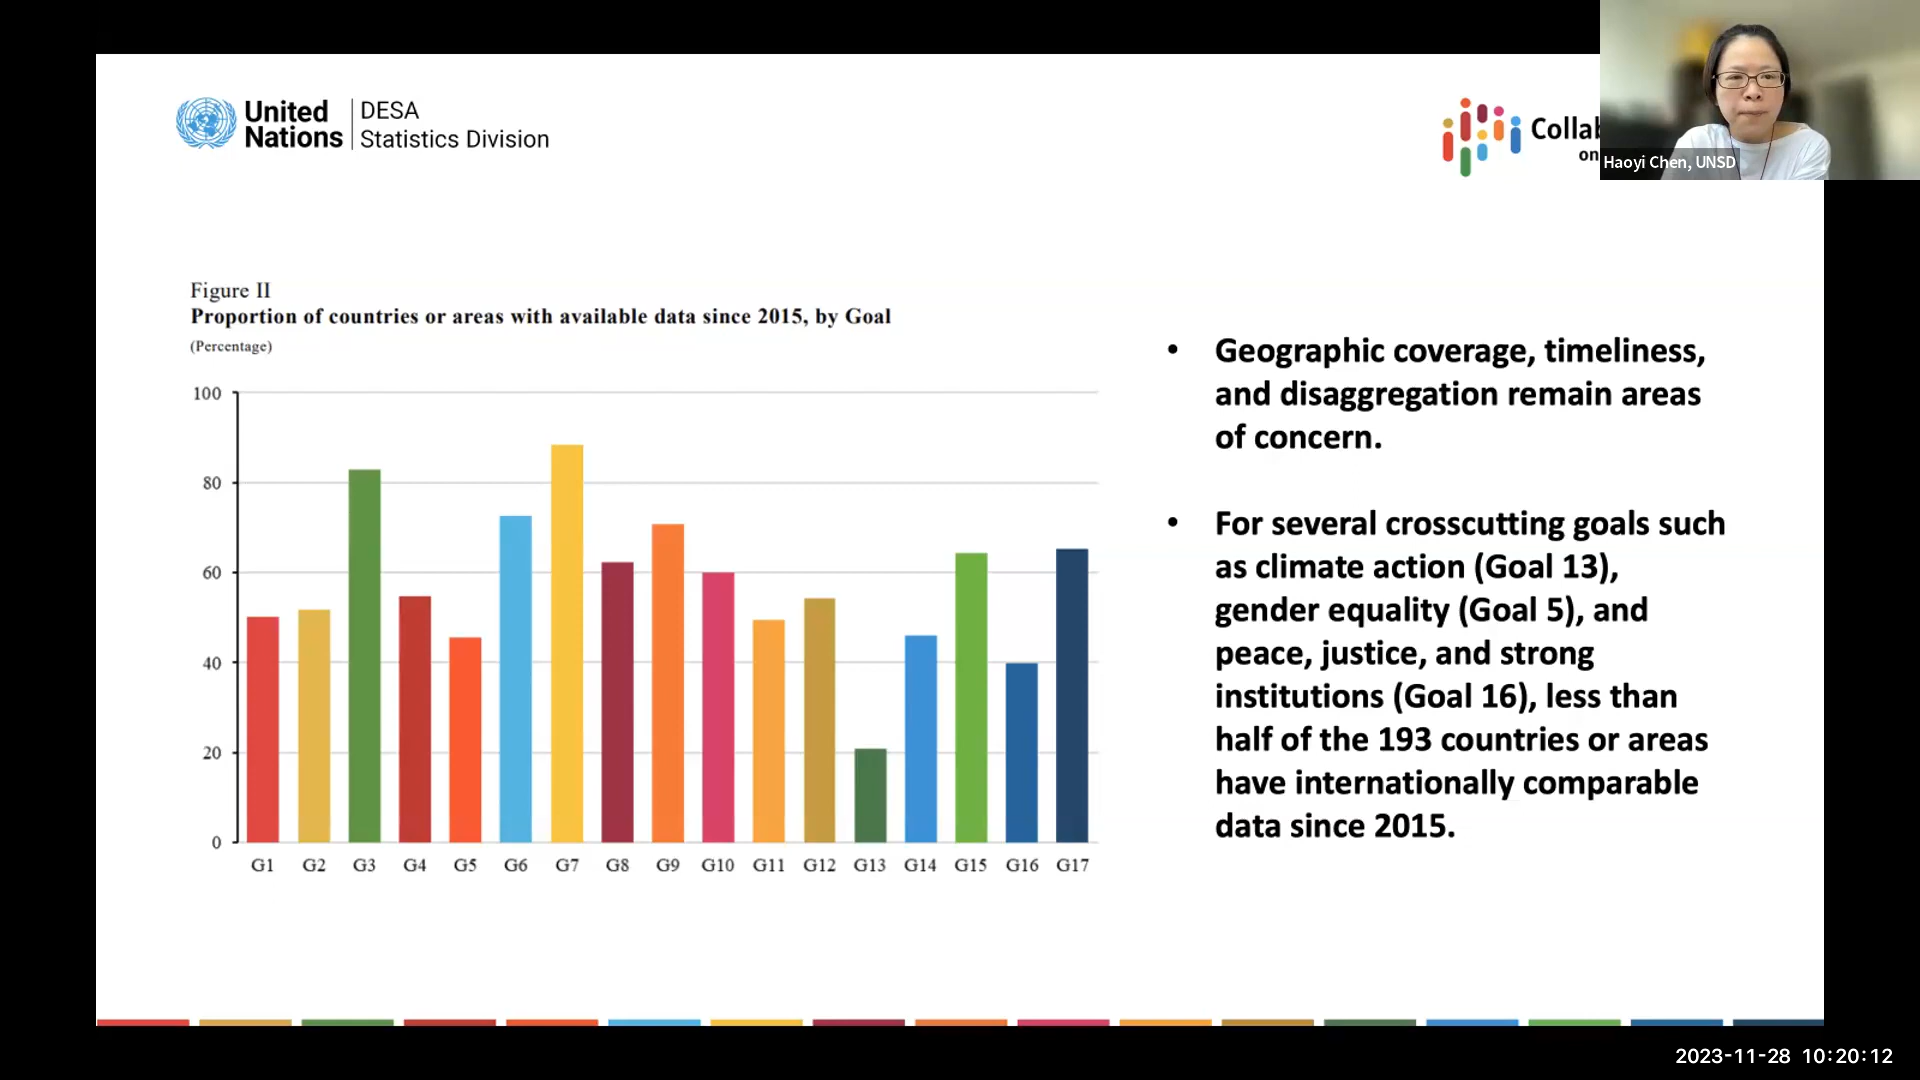 United
Nations
DESA
Statistics Division
Collab
on
Haoyi Chen, UNSD
Figure II
Proportion of countries or areas with available data since 2015, by Goal
(Percentage)
100
80
60
40
20
0
G1 G2 G3 G4 G5 G6 G7 G8 G9 G10 G11 G12 G13 G14 G15 G16 G17
• Geographic coverage, timeliness,
and disaggregation remain areas
of concern.
• For several crosscutting goals such
as climate action (Goal 13),
gender equality (Goal 5), and
peace, justice, and strong
institutions (Goal 16), less than
half of the 193 countries or areas
have internationally comparable
data since 2015.
2023-11-28 10:20:12